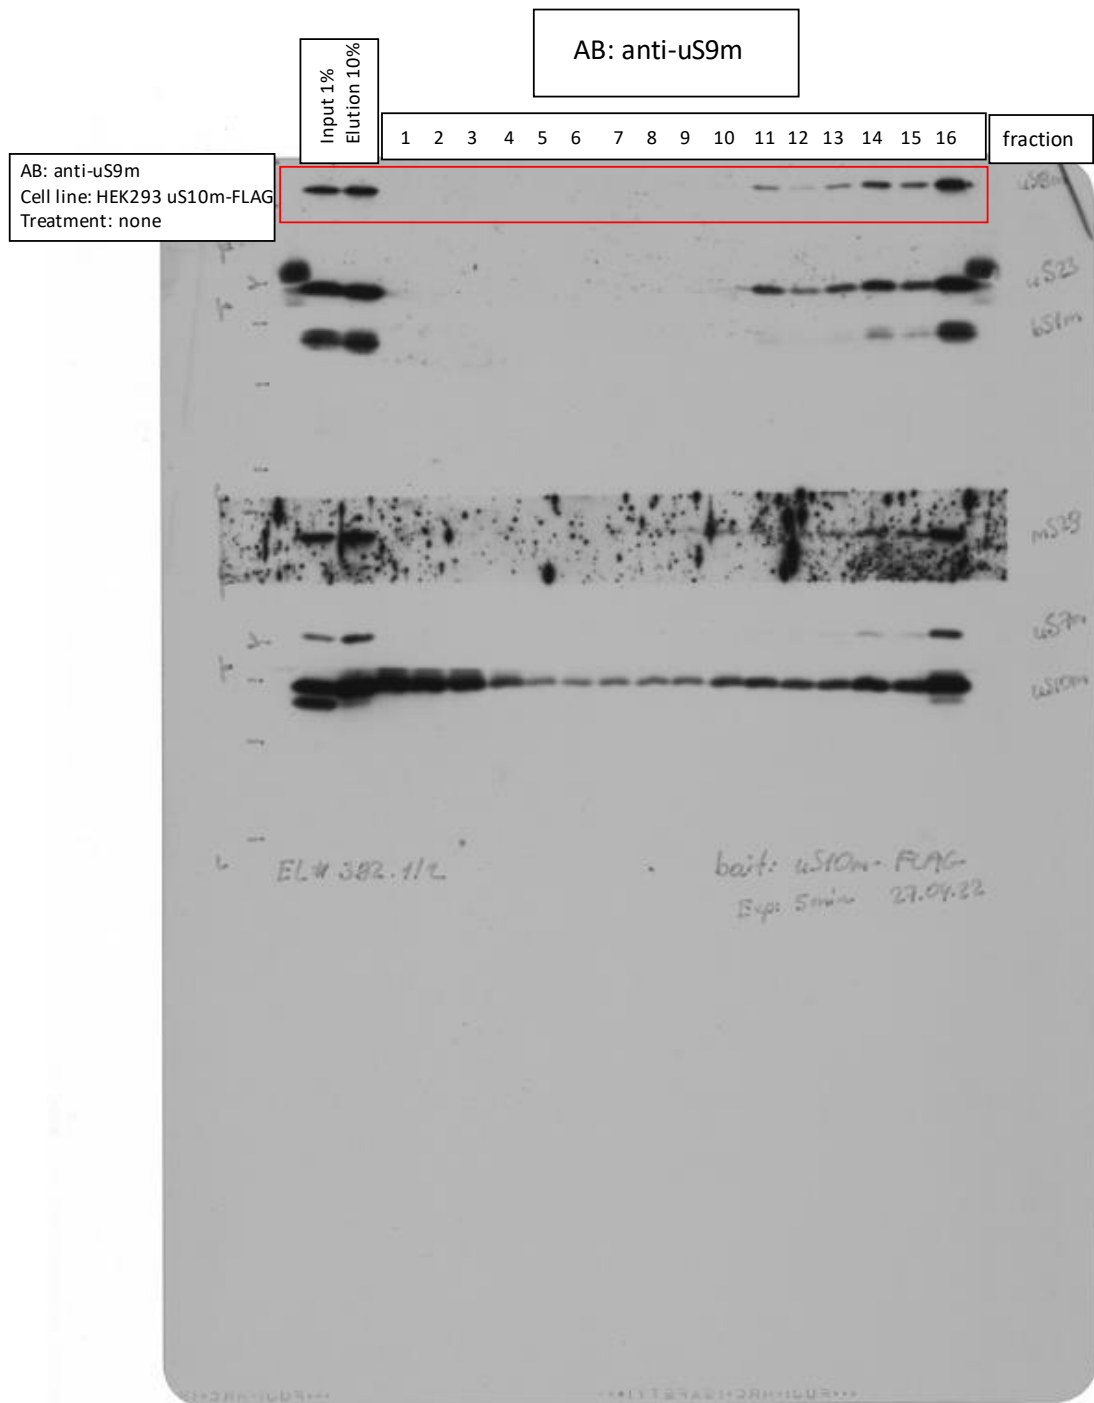 AB: anti-uS9m
Input 1%
Elution 10%
1 2 3 4 5 6 7 8 9 10 11 12 13 14 15 16
fraction
AB: anti-uS9m
Cell line: HEK293 uS10m-FLAG
Treatment: none
uS9m
uS23
bS1m
mS29
uS7m
uS10m
EL# 382.1/2
bait: uS10m-FLAG
Exp: 5min 27.04.22